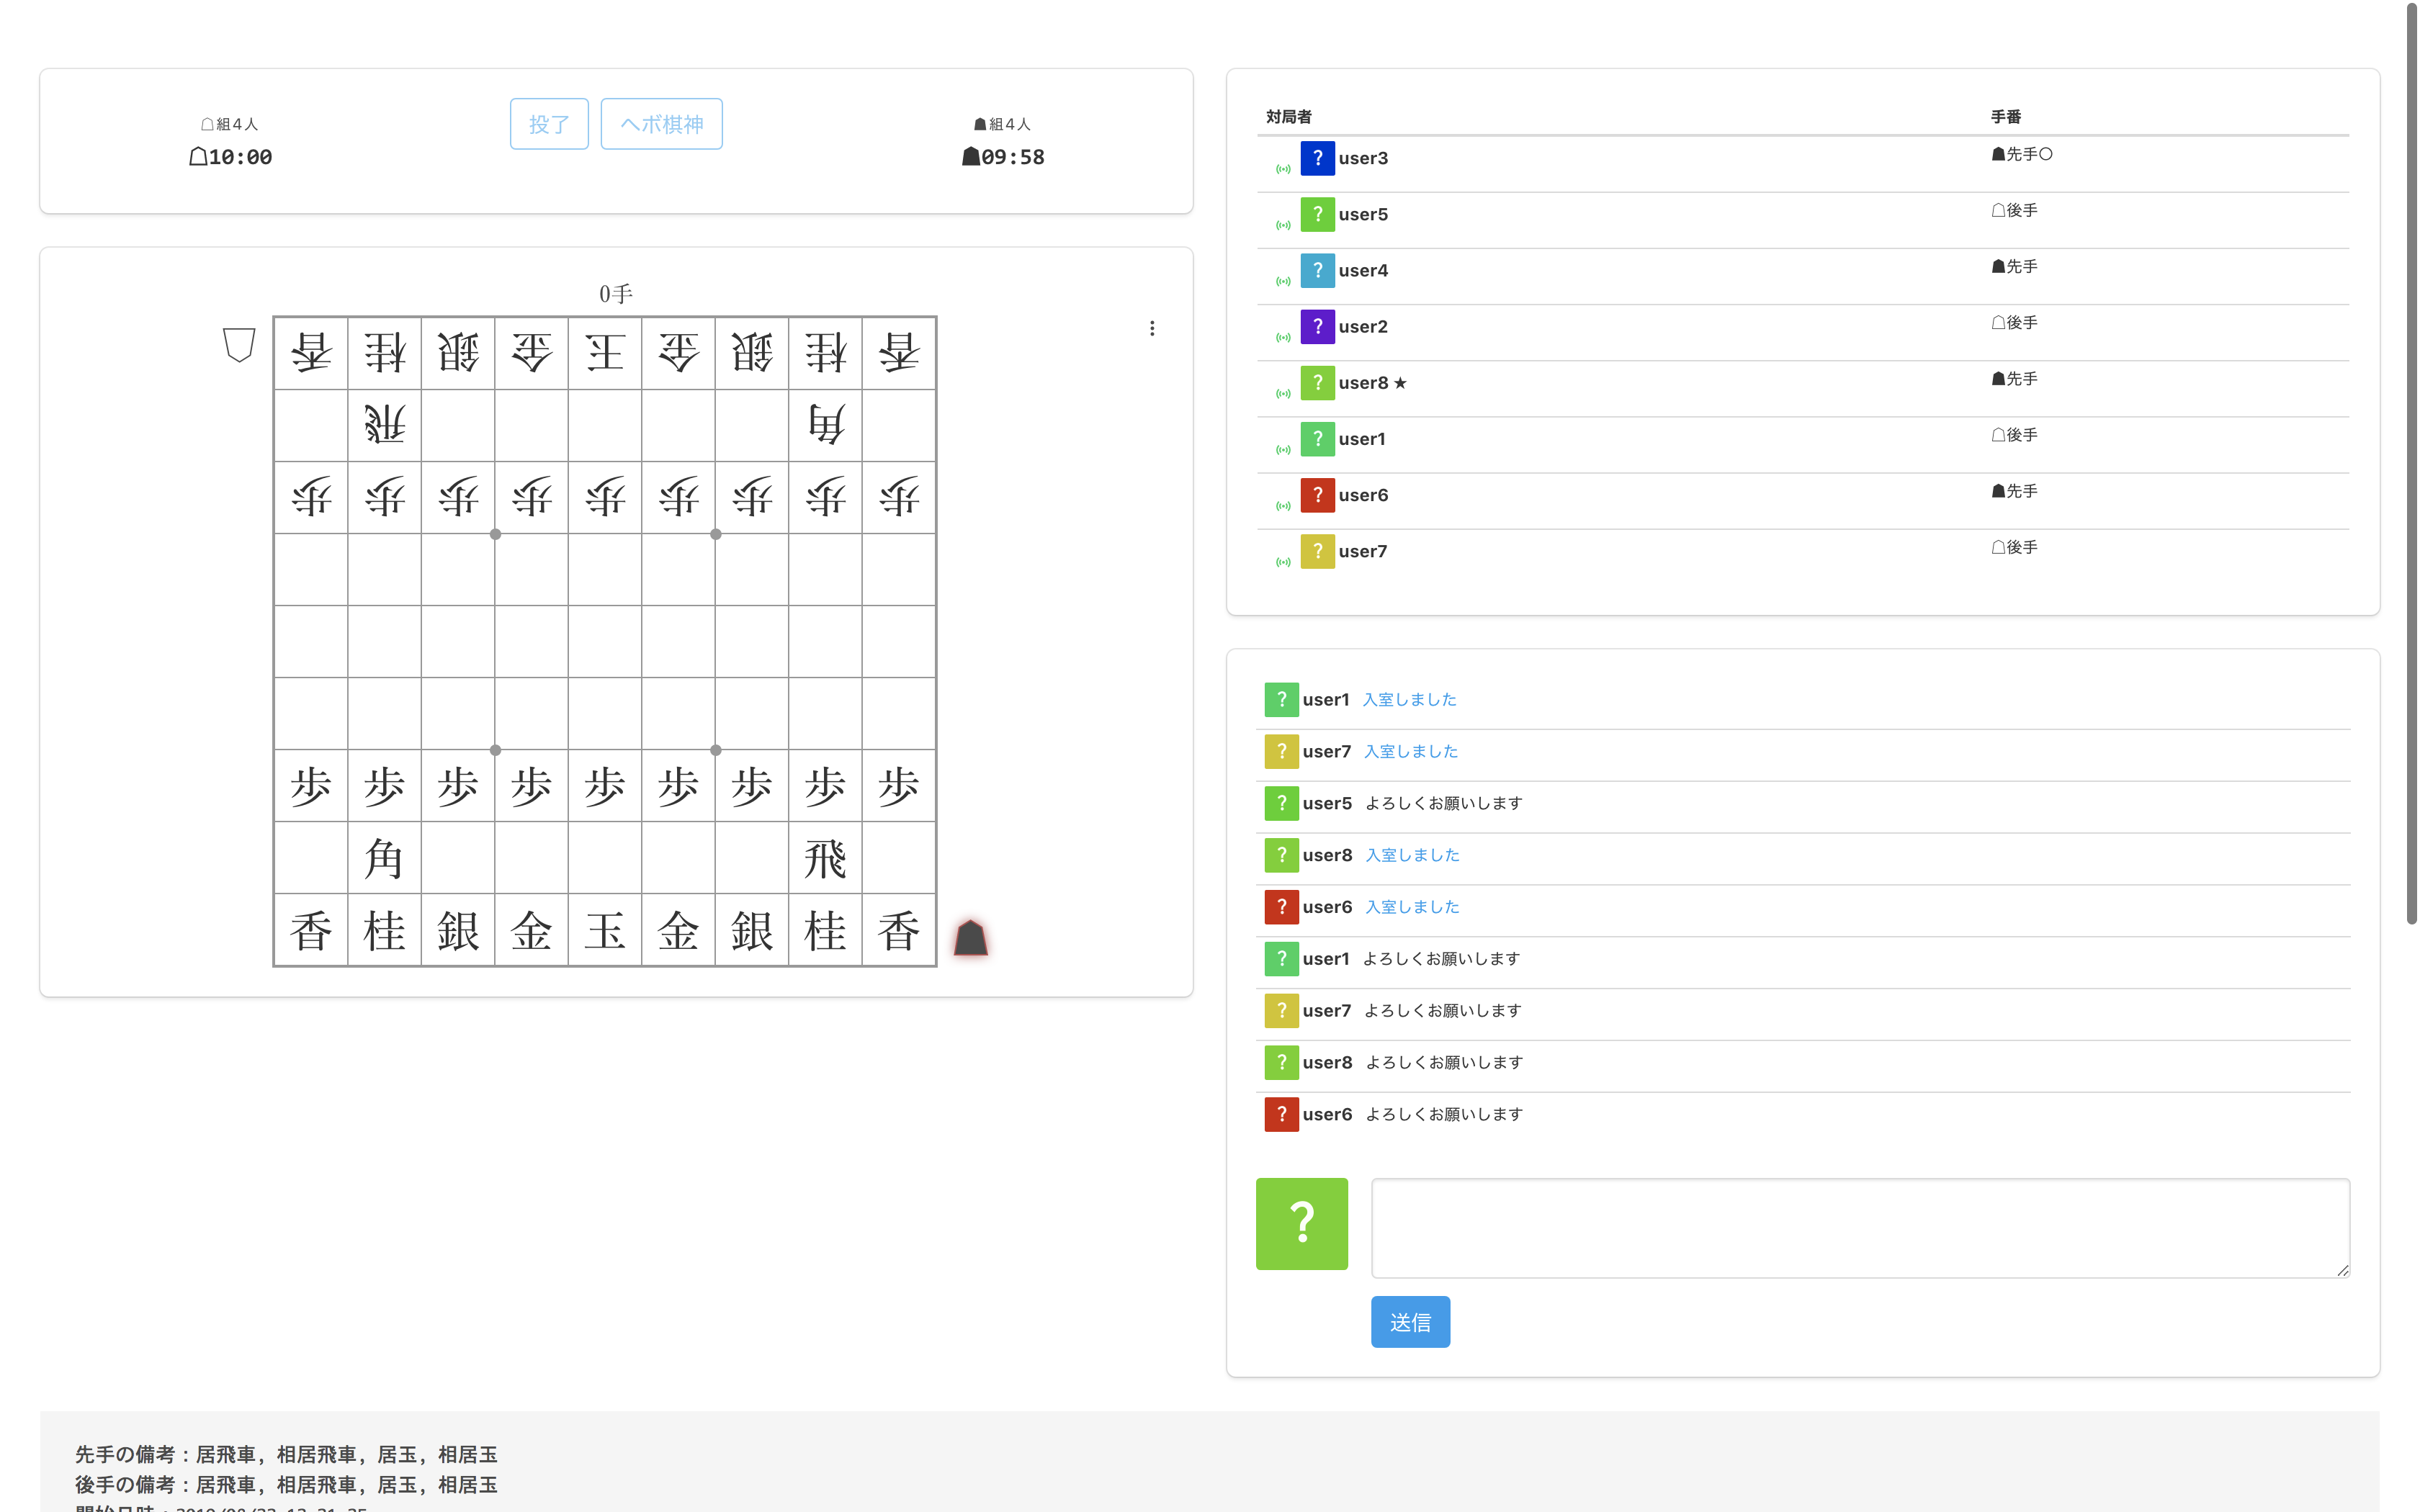 ☖組4人
☖10:00
投了
ヘボ棋神
☗組4人
☗09:58
0手
香桂銀金王金銀桂香
飛角
歩歩歩歩歩歩歩歩歩
歩歩歩歩歩歩歩歩歩
角飛
香桂銀金玉金銀桂香
対局者 手番
? user3 ☗先手○
? user5 ☖後手
? user4 ☗先手
? user2 ☖後手
? user8 ★ ☗先手
? user1 ☖後手
? user6 ☗先手
? user7 ☖後手
? user1 入室しました
? user7 入室しました
? user5 よろしくお願いします
? user8 入室しました
? user6 入室しました
? user1 よろしくお願いします
? user7 よろしくお願いします
? user8 よろしくお願いします
? user6 よろしくお願いします
?
送信
先手の備考：居飛車, 相居飛車, 居玉, 相居玉
後手の備考：居飛車, 相居飛車, 居玉, 相居玉